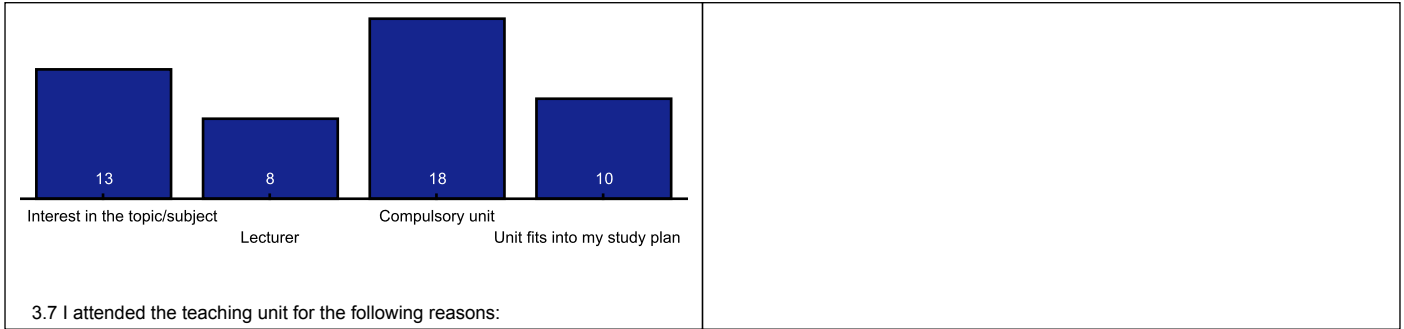 13 8 18 10
Interest in the topic/subject Compulsory unit
Lecturer Unit fits into my study plan
3.7 I attended the teaching unit for the following reasons: